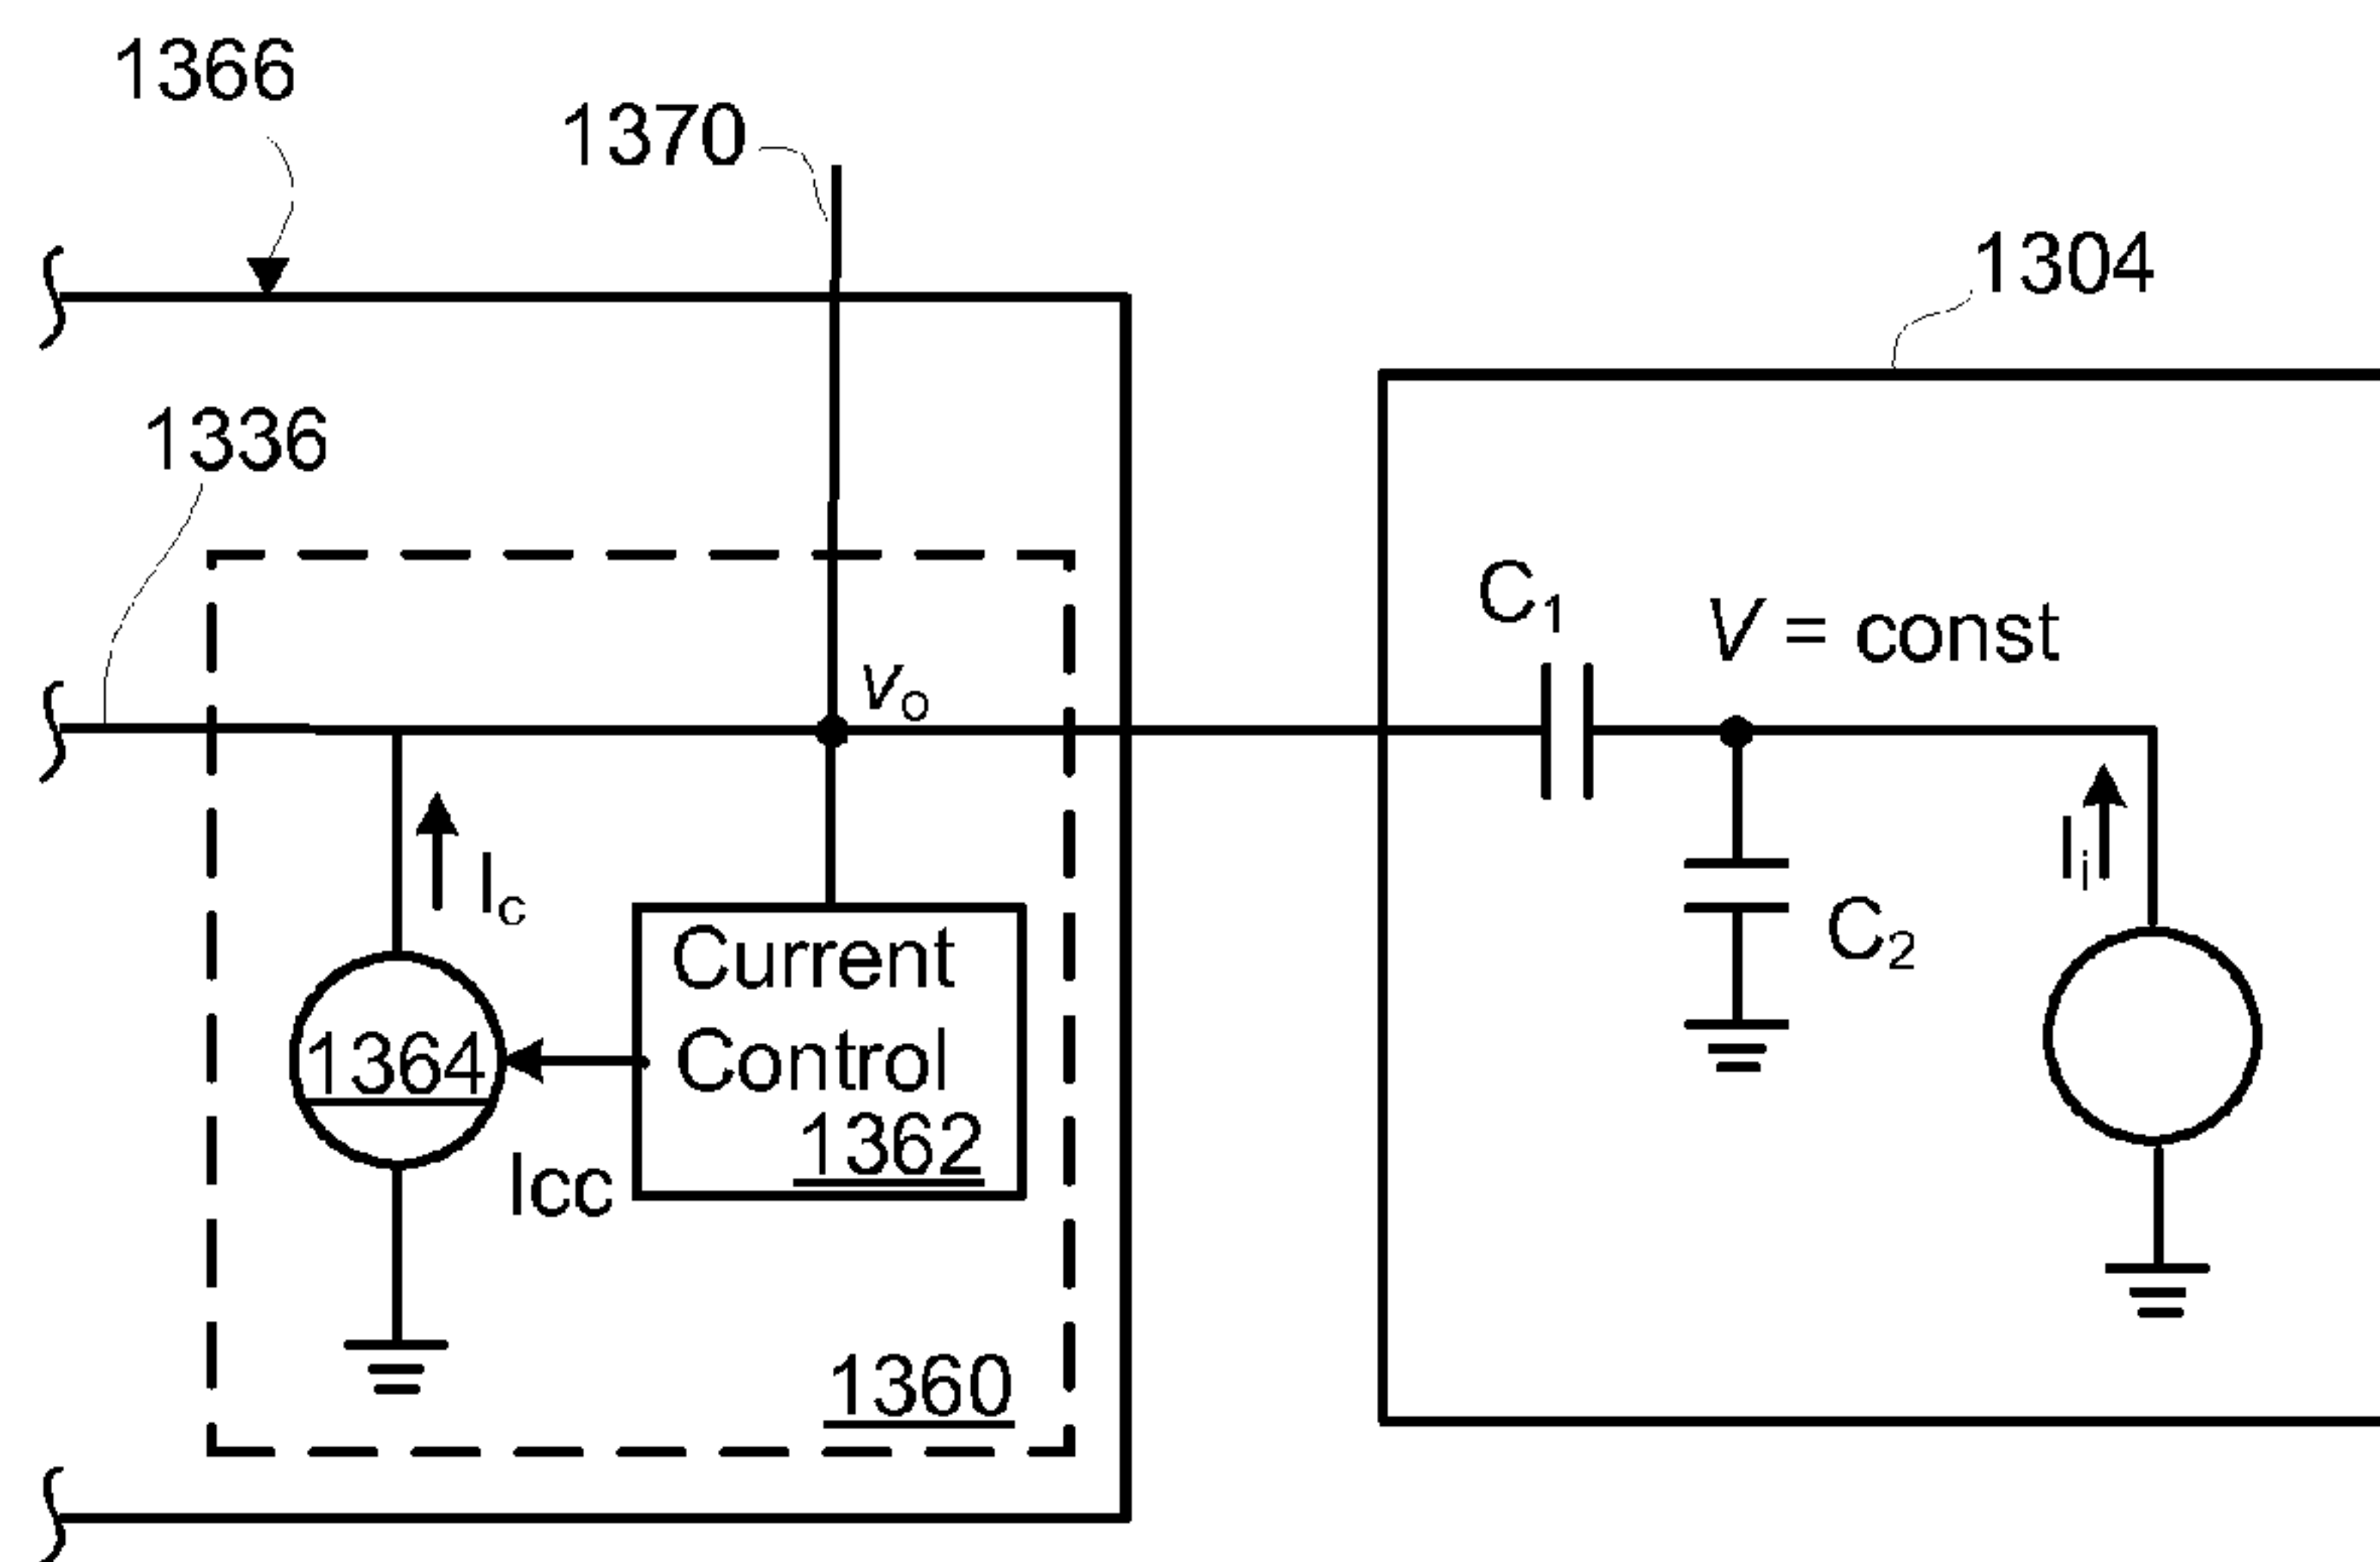 1366
1370
1304
1336
C1
V = const
vo
Ic
Ii
C2
Current
Control
1364
1362
Icc
1360